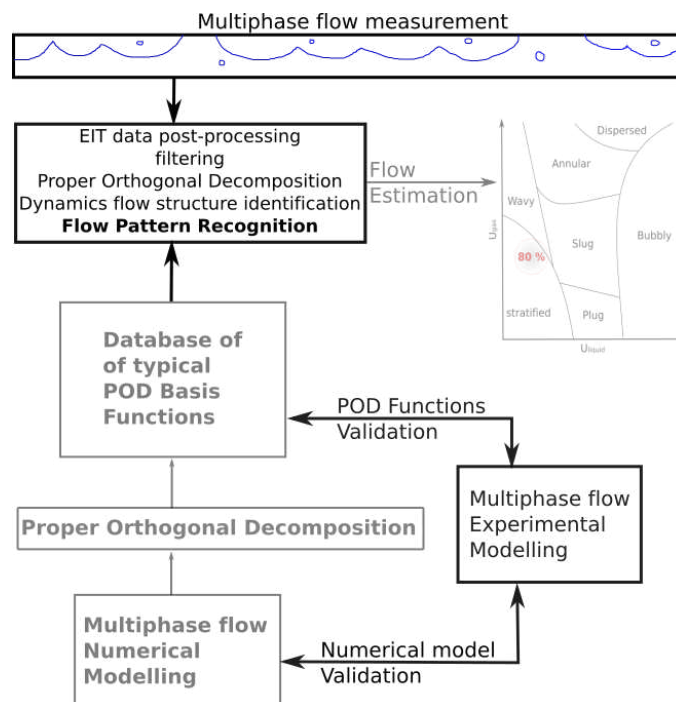 Multiphase flow measurement
EIT data post-processing
filtering
Proper Orthogonal Decomposition
Dynamics flow structure identification
Flow Pattern Recognition
Flow
Estimation
Dispersed
Annular
Wavy
Slug
Bubbly
80 %
stratified
Plug
Ugas
Uliquid
Database of
of typical
POD Basis
Functions
POD Functions
Validation
Multiphase flow
Experimental
Modelling
Proper Orthogonal Decomposition
Multiphase flow
Numerical
Modelling
Numerical model
Validation